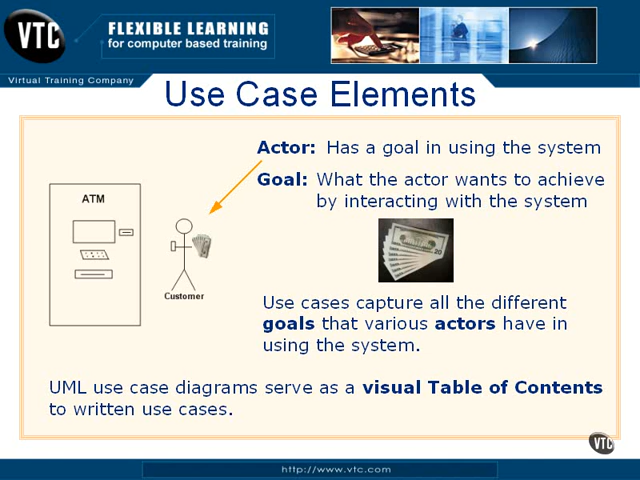 VTC
FLEXIBLE LEARNING
for computer based training
Virtual Training Company
Use Case Elements
Actor: Has a goal in using the system
Goal: What the actor wants to achieve
by interacting with the system
ATM
Customer
20
Use cases capture all the different
goals that various actors have in
using the system.
UML use case diagrams serve as a visual Table of Contents
to written use cases.
VTC
http://www.vtc.com